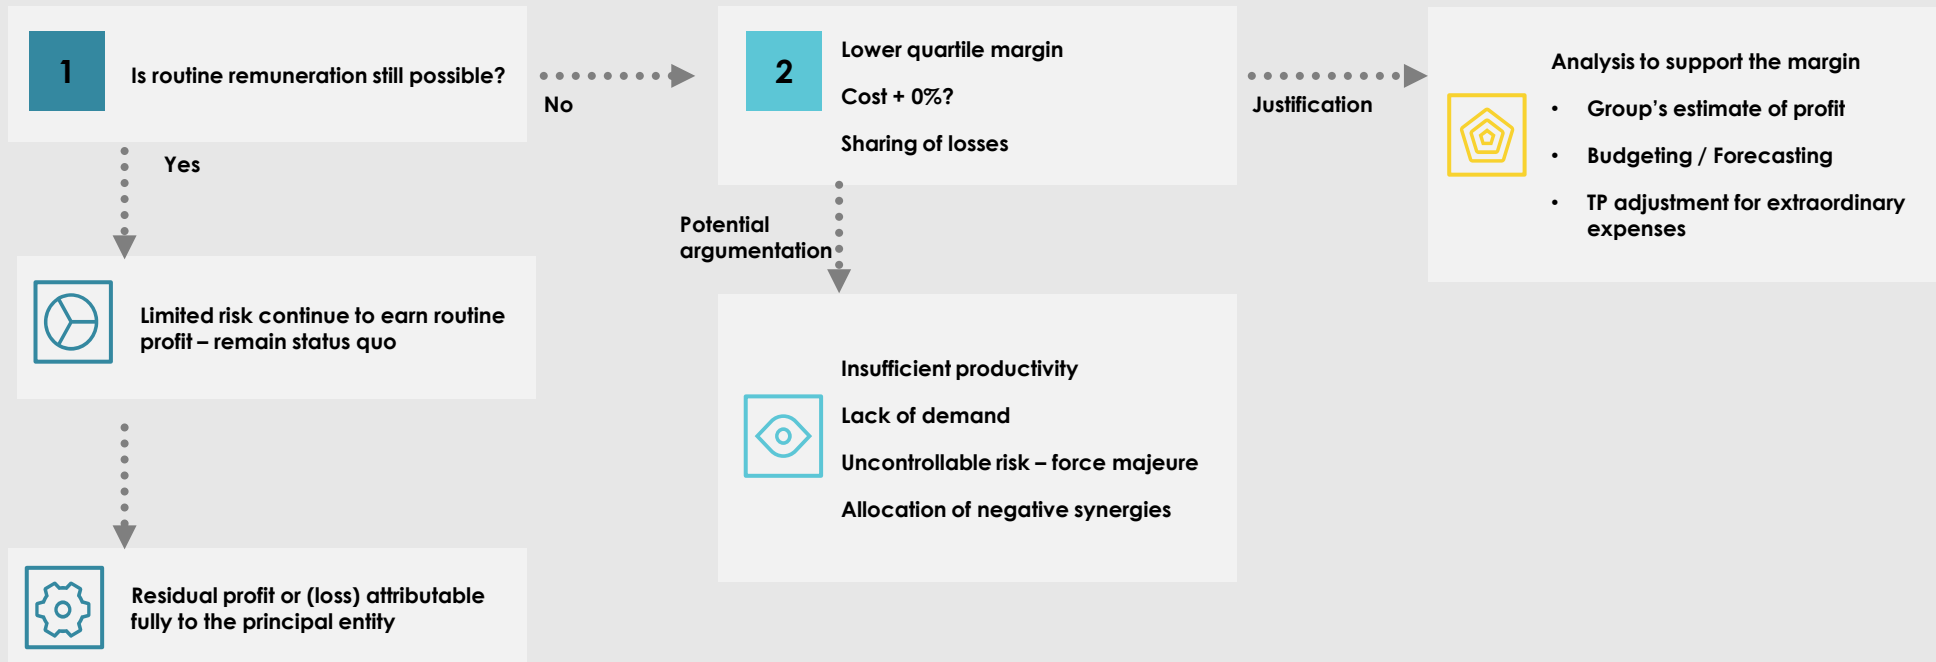 1
Is routine remuneration still possible?
No
Yes
Limited risk continue to earn routine
profit – remain status quo
Residual profit or (loss) attributable
fully to the principal entity
2
Lower quartile margin
Cost + 0%?
Sharing of losses
Justification
Potential
argumentation
Insufficient productivity
Lack of demand
Uncontrollable risk – force majeure
Allocation of negative synergies
Analysis to support the margin
• Group’s estimate of profit
• Budgeting / Forecasting
• TP adjustment for extraordinary
expenses